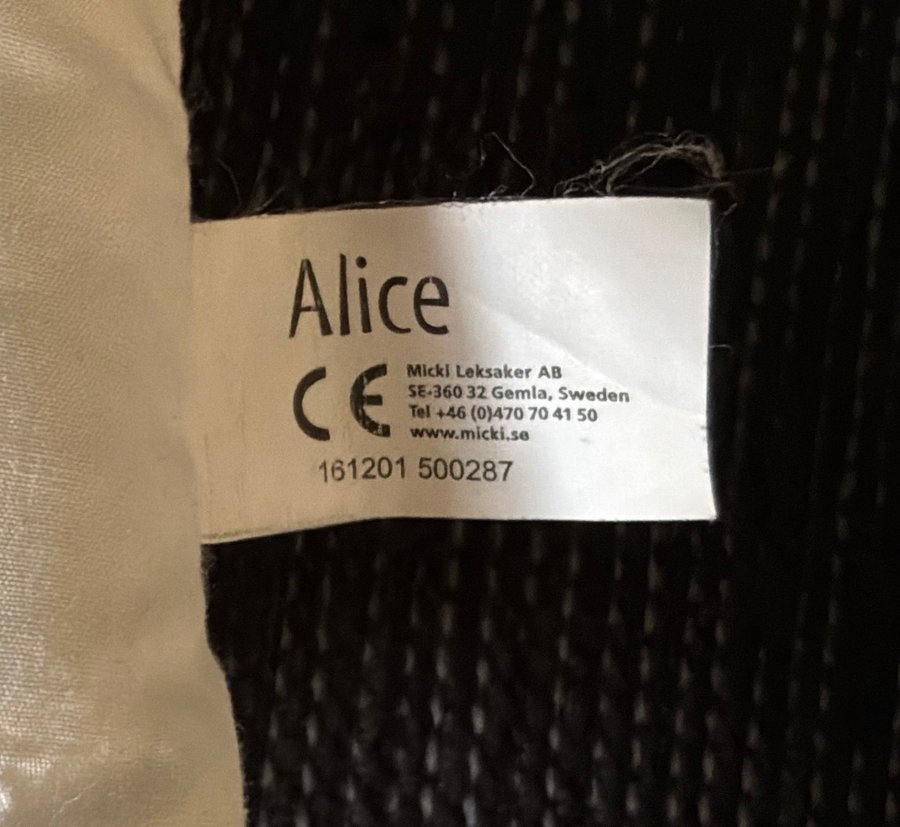 Alice
CE
Micki Leksaker AB
SE-360 32 Gemla, Sweden
Tel +46 (0)470 70 41 50
www.micki.se
161201 500287